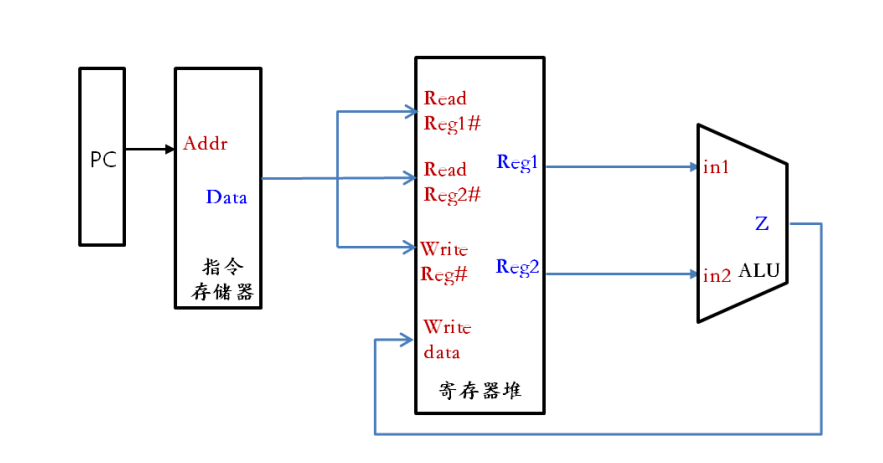 PC
Addr
Data
指令
存储器
Read
Reg1#
Read
Reg2#
Write
Reg#
Write
data
Reg1
Reg2
寄存器堆
in1
Z
in2
ALU